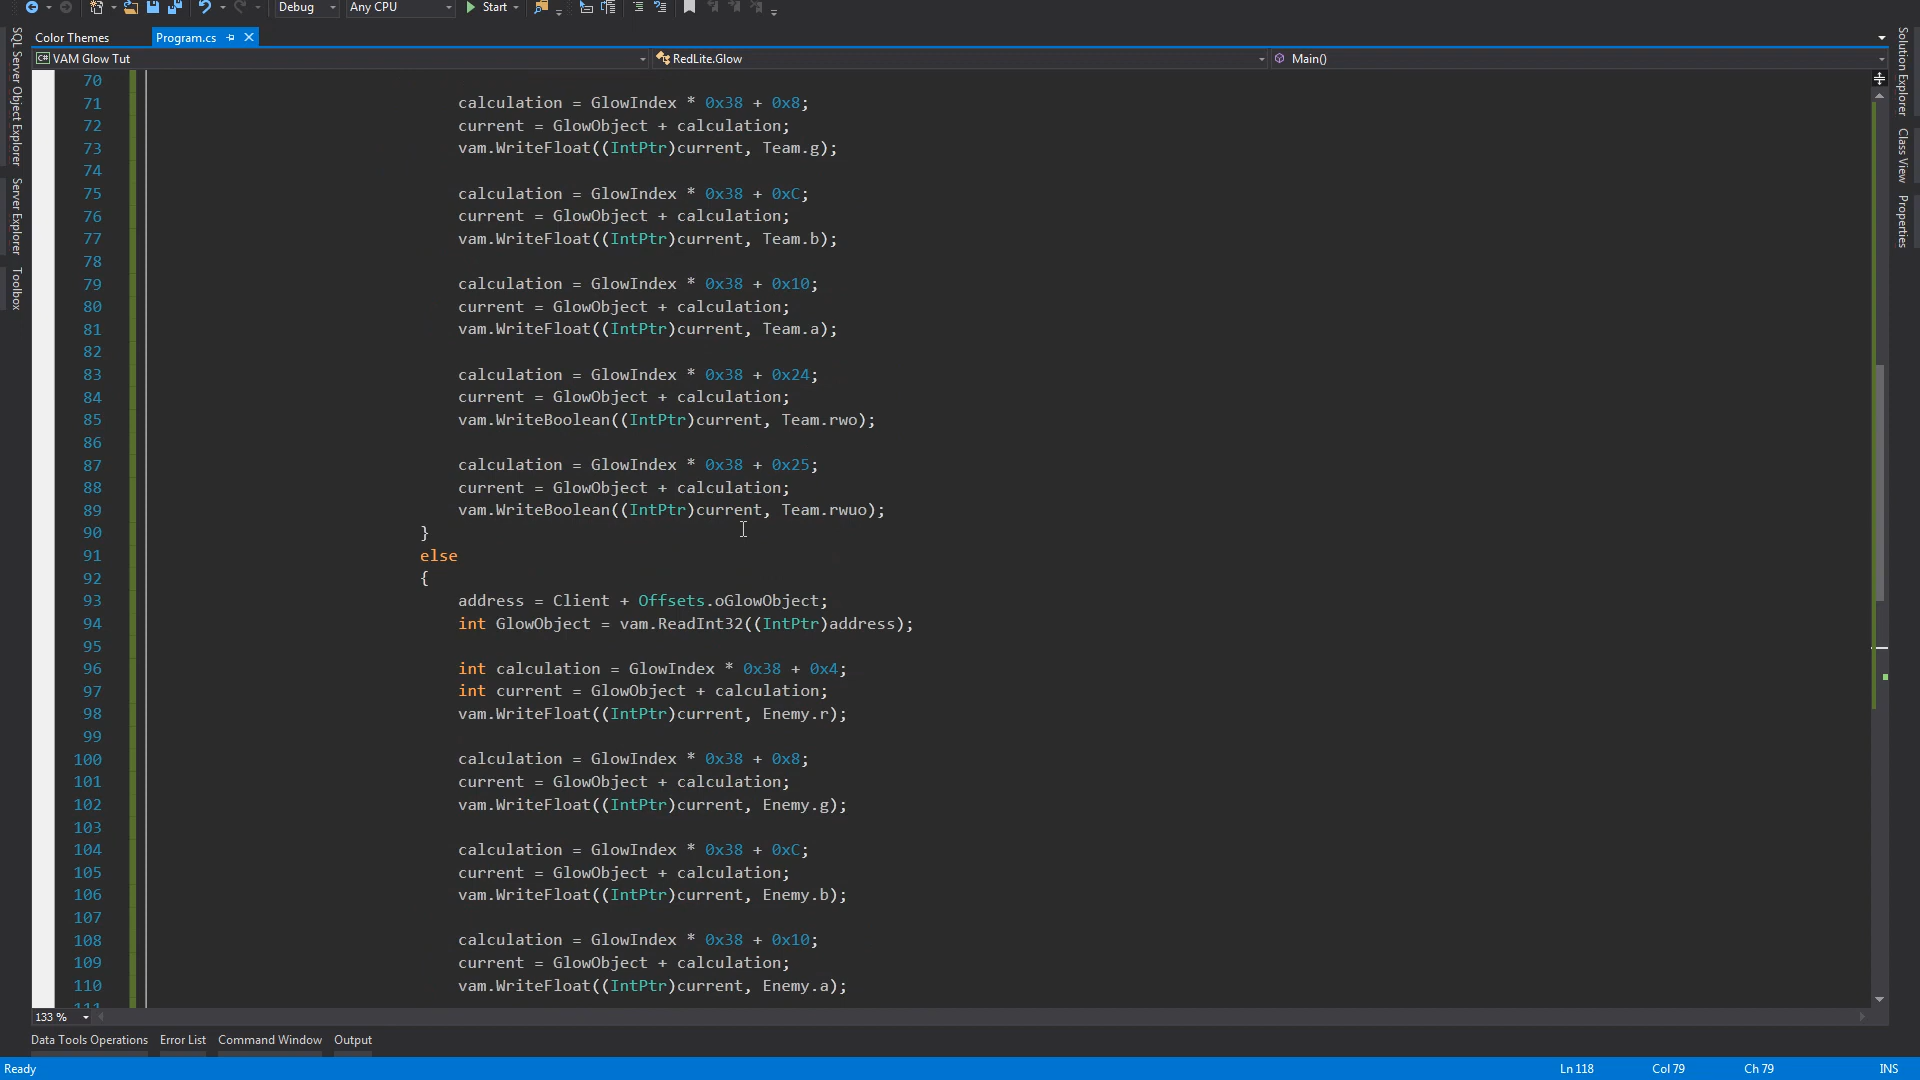 Debug Any CPU Start
Color Themes Program.cs
VAM Glow Tut RedLite.Glow Main()
SQL Server Object Explorer
Server Explorer
Toolbox
70
71 calculation = GlowIndex * 0x38 + 0x8;
72 current = GlowObject + calculation;
73 vam.WriteFloat((IntPtr)current, Team.g);
74
75 calculation = GlowIndex * 0x38 + 0xC;
76 current = GlowObject + calculation;
77 vam.WriteFloat((IntPtr)current, Team.b);
78
79 calculation = GlowIndex * 0x38 + 0x10;
80 current = GlowObject + calculation;
81 vam.WriteFloat((IntPtr)current, Team.a);
82
83 calculation = GlowIndex * 0x38 + 0x24;
84 current = GlowObject + calculation;
85 vam.WriteBoolean((IntPtr)current, Team.rwo);
86
87 calculation = GlowIndex * 0x38 + 0x25;
88 current = GlowObject + calculation;
89 vam.WriteBoolean((IntPtr)current, Team.rwuo);
90 }
91 else
92 {
93 address = Client + Offsets.oGlowObject;
94 int GlowObject = vam.ReadInt32((IntPtr)address);
95
96 int calculation = GlowIndex * 0x38 + 0x4;
97 int current = GlowObject + calculation;
98 vam.WriteFloat((IntPtr)current, Enemy.r);
99
100 calculation = GlowIndex * 0x38 + 0x8;
101 current = GlowObject + calculation;
102 vam.WriteFloat((IntPtr)current, Enemy.g);
103
104 calculation = GlowIndex * 0x38 + 0xC;
105 current = GlowObject + calculation;
106 vam.WriteFloat((IntPtr)current, Enemy.b);
107
108 calculation = GlowIndex * 0x38 + 0x10;
109 current = GlowObject + calculation;
110 vam.WriteFloat((IntPtr)current, Enemy.a);
111
Solution Explorer
Class View
Properties
133 %
Data Tools Operations Error List Command Window Output
Ready Ln 118 Col 79 Ch 79 INS